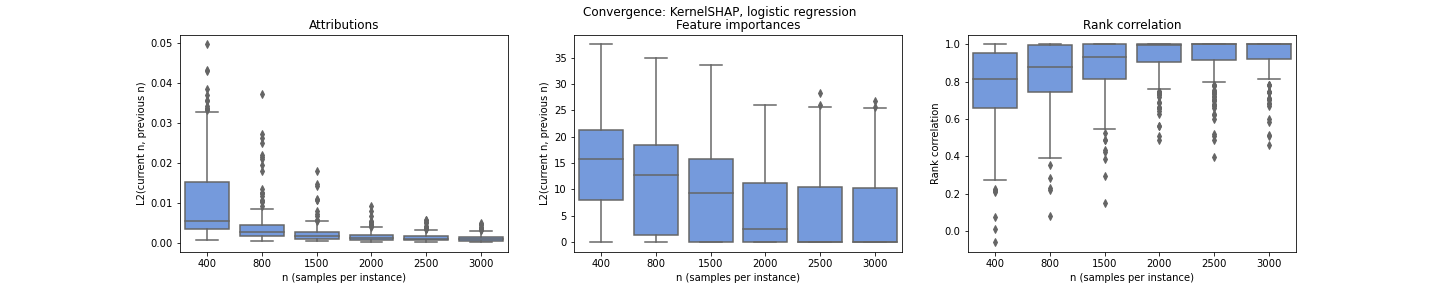 Convergence: KernelSHAP, logistic regression
Attributions
L2(current n, previous n)
0.05
0.04
0.03
0.02
0.01
0.00
400 800 1500 2000 2500 3000
n (samples per instance)
Feature importances
L2(current n, previous n)
35
30
25
20
15
10
5
0
400 800 1500 2000 2500 3000
n (samples per instance)
Rank correlation
Rank correlation
1.0
0.8
0.6
0.4
0.2
0.0
400 800 1500 2000 2500 3000
n (samples per instance)